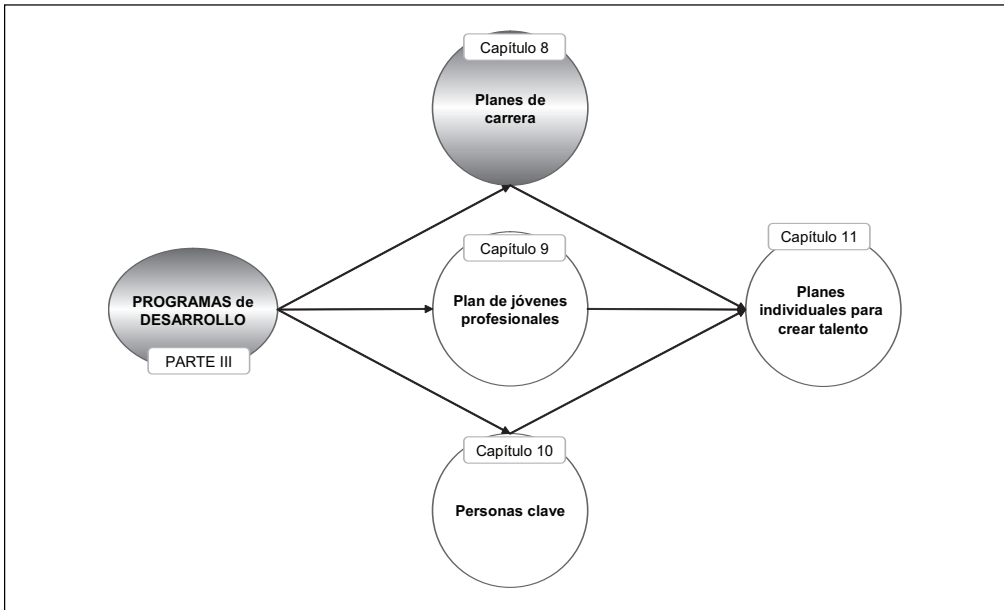 Capítulo 8
Planes de
carrera
PROGRAMAS de
DESARROLLO
PARTE III
Capítulo 9
Plan de jóvenes
profesionales
Capítulo 10
Personas clave
Capítulo 11
Planes
individuales para
crear talento